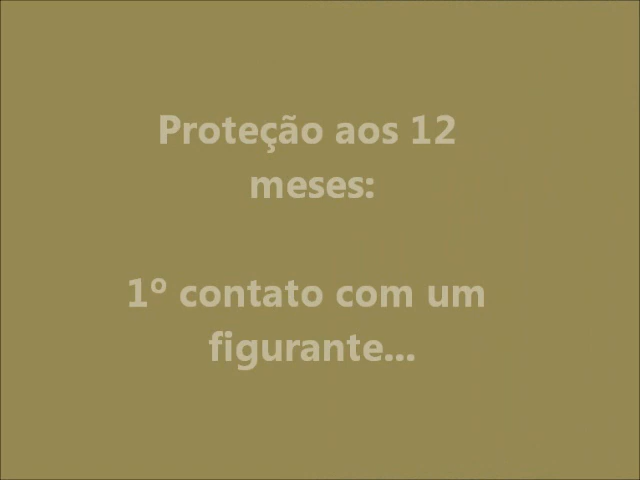 Proteção aos 12
meses:
1º contato com um
figurante...